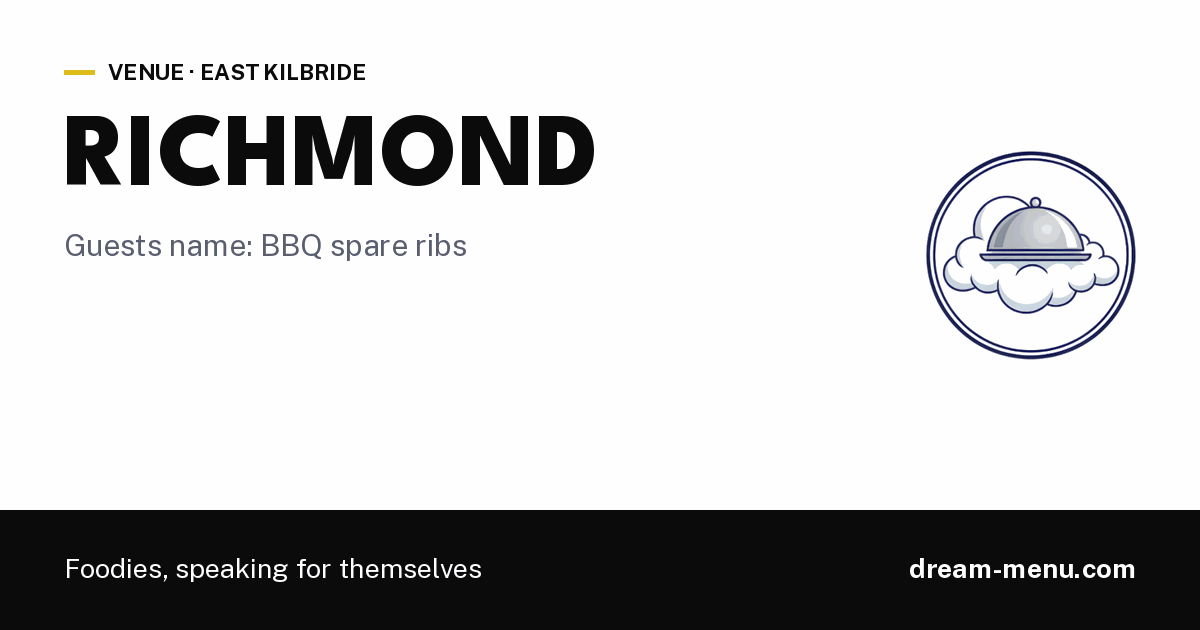 VENUE · EAST KILBRIDE
RICHMOND
Guests name: BBQ spare ribs
Foodies, speaking for themselves
dream-menu.com